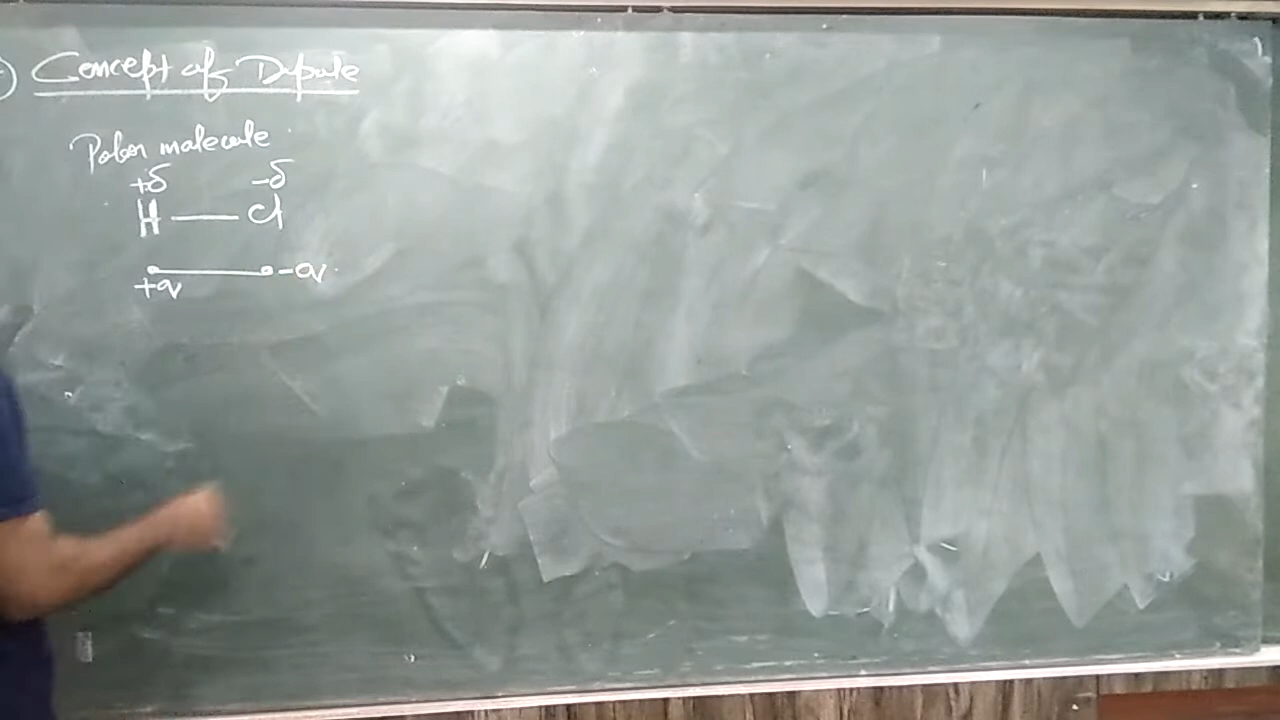 Concept of Dipole
Polar molecule
+δ -δ
H — Cl
+q -q